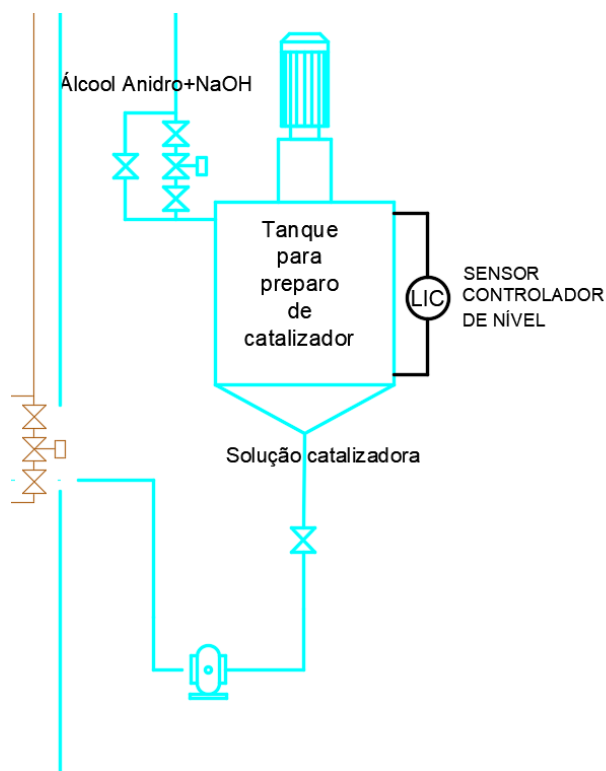 Álcool Anidro+NaOH
Tanque
para
preparo
de
catalizador
LIC
SENSOR
CONTROLADOR
DE NÍVEL
Solução catalizadora